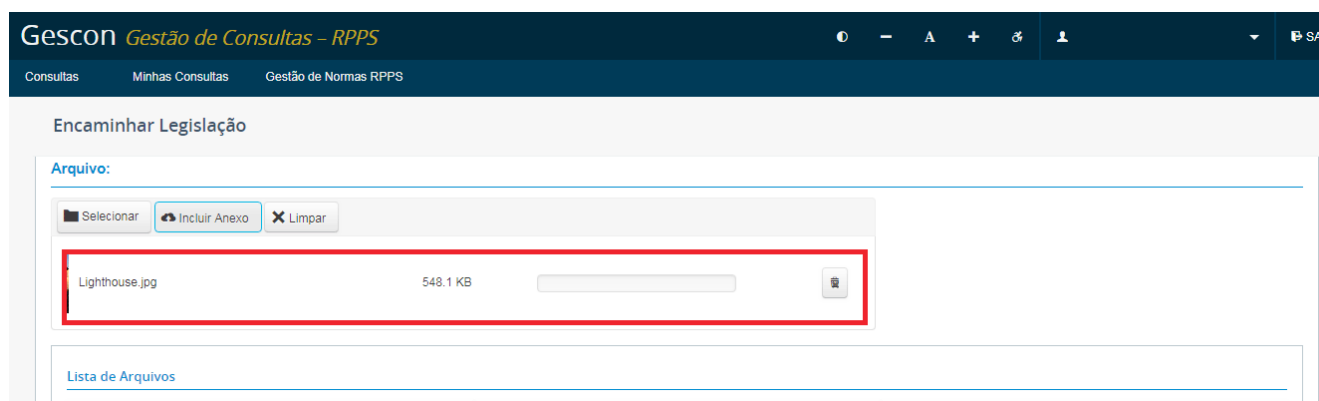 Gescon Gestão de Consultas – RPPS A
Consultas Minhas Consultas Gestão de Normas RPPS
Encaminhar Legislação
Arquivo:
Selecionar Incluir Anexo Limpar
Lighthouse.jpg 548.1 KB
Lista de Arquivos